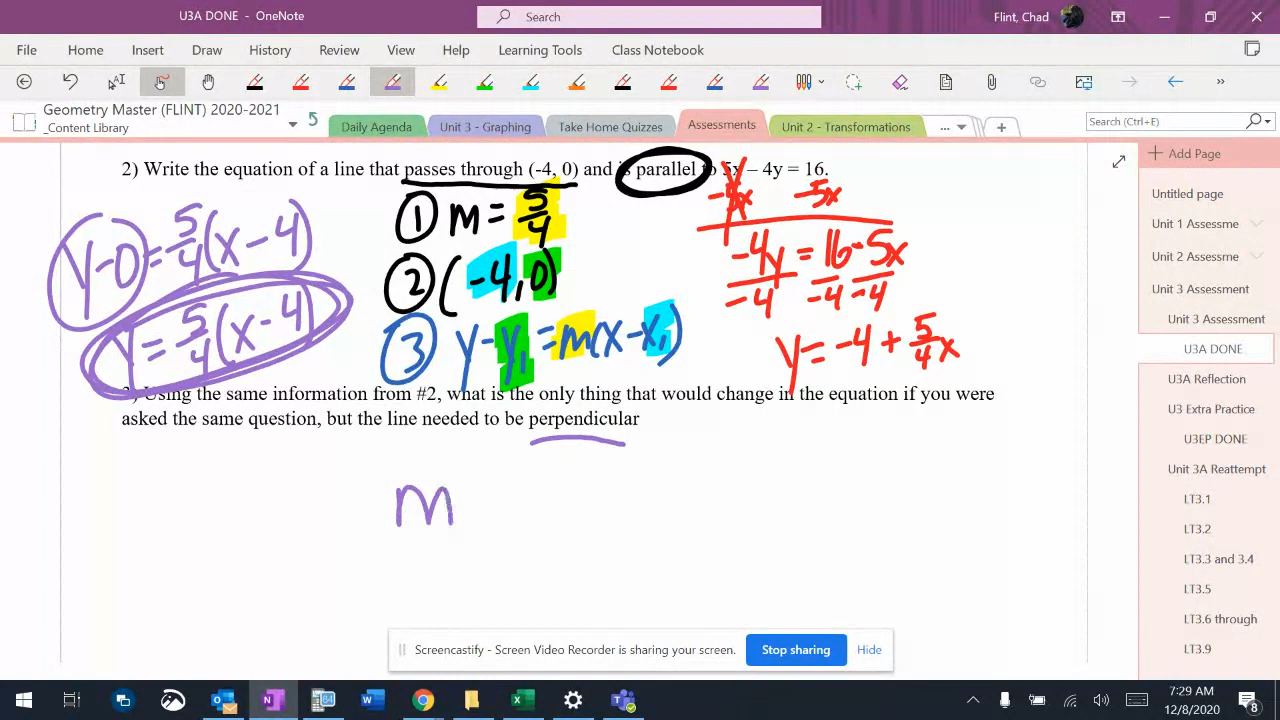 U3A DONE - OneNote
Search
Flint, Chad
File Home Insert Draw History Review View Help Learning Tools Class Notebook
Geometry Master (FLINT) 2020-2021
_Content Library
Daily Agenda Unit 3 - Graphing Take Home Quizzes Assessments Unit 2 - Transformations ...
Search (Ctrl+E)
Add Page
Untitled page
Unit 1 Assessment
Unit 2 Assessme
Unit 3 Assessment
Unit 3 Assessment
U3A DONE
U3A Reflection
U3 Extra Practice
U3EP DONE
Unit 3A Reattempt
LT3.1
LT3.2
LT3.3 and 3.4
LT3.5
LT3.6 through
LT3.9
2) Write the equation of a line that passes through (-4, 0) and is parallel to 5x – 4y = 16.
-5x -5x
-4y = 16-5x
-4 -4 -4
y = -4 + 5/4 x
① m = 5/4
② (-4, 0)
③ y - y₁ = m(x - x₁)
y-0 = 5/4 (x-4)
y = 5/4 (x-4)
3) Using the same information from #2, what is the only thing that would change in the equation if you were
asked the same question, but the line needed to be perpendicular
m
Screencastify - Screen Video Recorder is sharing your screen. Stop sharing Hide
7:29 AM
12/8/2020
8